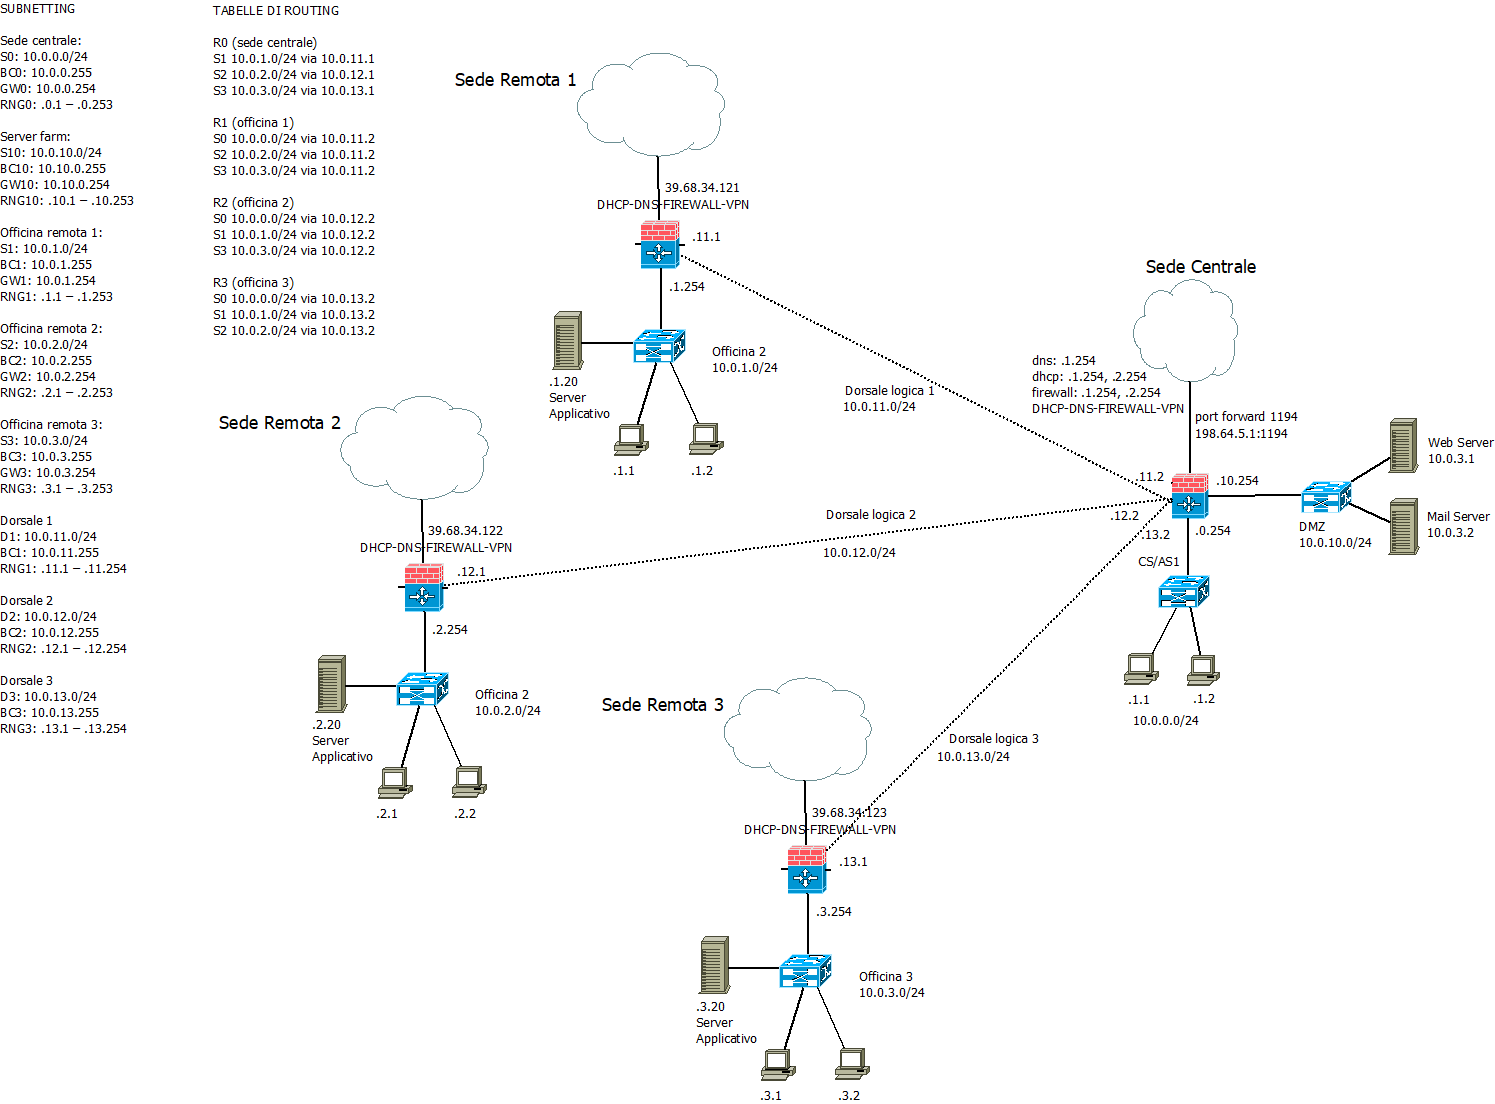 SUBNETTING
Sede centrale:
S0: 10.0.0.0/24
BC0: 10.0.0.255
GW0: 10.0.0.254
RNG0: .0.1 – .0.253
Server farm:
S10: 10.0.10.0/24
BC10: 10.10.0.255
GW10: 10.10.0.254
RNG10: .10.1 – .10.253
Officina remota 1:
S1: 10.0.1.0/24
BC1: 10.0.1.255
GW1: 10.0.1.254
RNG1: .1.1 – .1.253
Officina remota 2:
S2: 10.0.2.0/24
BC2: 10.0.2.255
GW2: 10.0.2.254
RNG2: .2.1 – .2.253
Officina remota 3:
S3: 10.0.3.0/24
BC3: 10.0.3.255
GW3: 10.0.3.254
RNG3: .3.1 – .3.253
Dorsale 1
D1: 10.0.11.0/24
BC1: 10.0.11.255
RNG1: .11.1 – .11.254
Dorsale 2
D2: 10.0.12.0/24
BC2: 10.0.12.255
RNG2: .12.1 – .12.254
Dorsale 3
D3: 10.0.13.0/24
BC3: 10.0.13.255
RNG3: .13.1 – .13.254
TABELLE DI ROUTING
R0 (sede centrale)
S1 10.0.1.0/24 via 10.0.11.1
S2 10.0.2.0/24 via 10.0.12.1
S3 10.0.3.0/24 via 10.0.13.1
R1 (officina 1)
S0 10.0.0.0/24 via 10.0.11.2
S2 10.0.2.0/24 via 10.0.11.2
S3 10.0.3.0/24 via 10.0.11.2
R2 (officina 2)
S0 10.0.0.0/24 via 10.0.12.2
S1 10.0.1.0/24 via 10.0.12.2
S3 10.0.3.0/24 via 10.0.12.2
R3 (officina 3)
S0 10.0.0.0/24 via 10.0.13.2
S1 10.0.1.0/24 via 10.0.13.2
S2 10.0.2.0/24 via 10.0.13.2
Sede Remota 1
39.68.34.121
DHCP-DNS-FIREWALL-VPN
.11.1
.1.254
Officina 2
10.0.1.0/24
.1.20
Server
Applicativo
.1.1
.1.2
Sede Remota 2
39.68.34.122
DHCP-DNS-FIREWALL-VPN
.12.1
.2.254
Officina 2
10.0.2.0/24
.2.20
Server
Applicativo
.2.1
.2.2
Sede Remota 3
39.68.34.123
DHCP-DNS-FIREWALL-VPN
.13.1
.3.254
Officina 3
10.0.3.0/24
.3.20
Server
Applicativo
.3.1
.3.2
Dorsale logica 1
10.0.11.0/24
Dorsale logica 2
10.0.12.0/24
Dorsale logica 3
10.0.13.0/24
Sede Centrale
dns: .1.254
dhcp: .1.254, .2.254
firewall: .1.254, .2.254
DHCP-DNS-FIREWALL-VPN
port forward 1194
198.64.5.1:1194
.11.2
.10.254
.12.2
.13.2
.0.254
Web Server
10.0.3.1
Mail Server
10.0.3.2
DMZ
10.0.10.0/24
CS/AS1
.1.1
.1.2
10.0.0.0/24